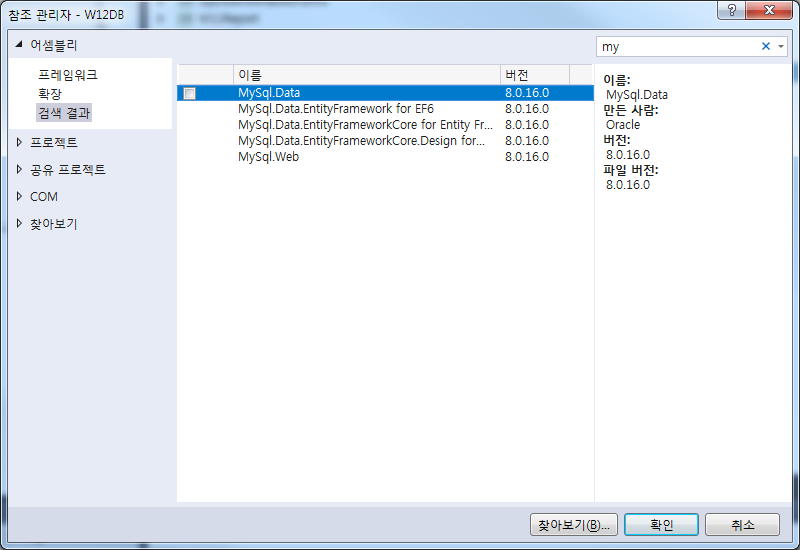 참조 관리자 - W12DB
어셈블리
프레임워크
확장
검색 결과
프로젝트
공유 프로젝트
COM
찾아보기
my
이름 버전
MySql.Data 8.0.16.0
MySql.Data.EntityFramework for EF6 8.0.16.0
MySql.Data.EntityFrameworkCore for Entity Fr... 8.0.16.0
MySql.Data.EntityFrameworkCore.Design for... 8.0.16.0
MySql.Web 8.0.16.0
이름:
MySql.Data
만든 사람:
Oracle
버전:
8.0.16.0
파일 버전:
8.0.16.0
찾아보기(B)... 확인 취소